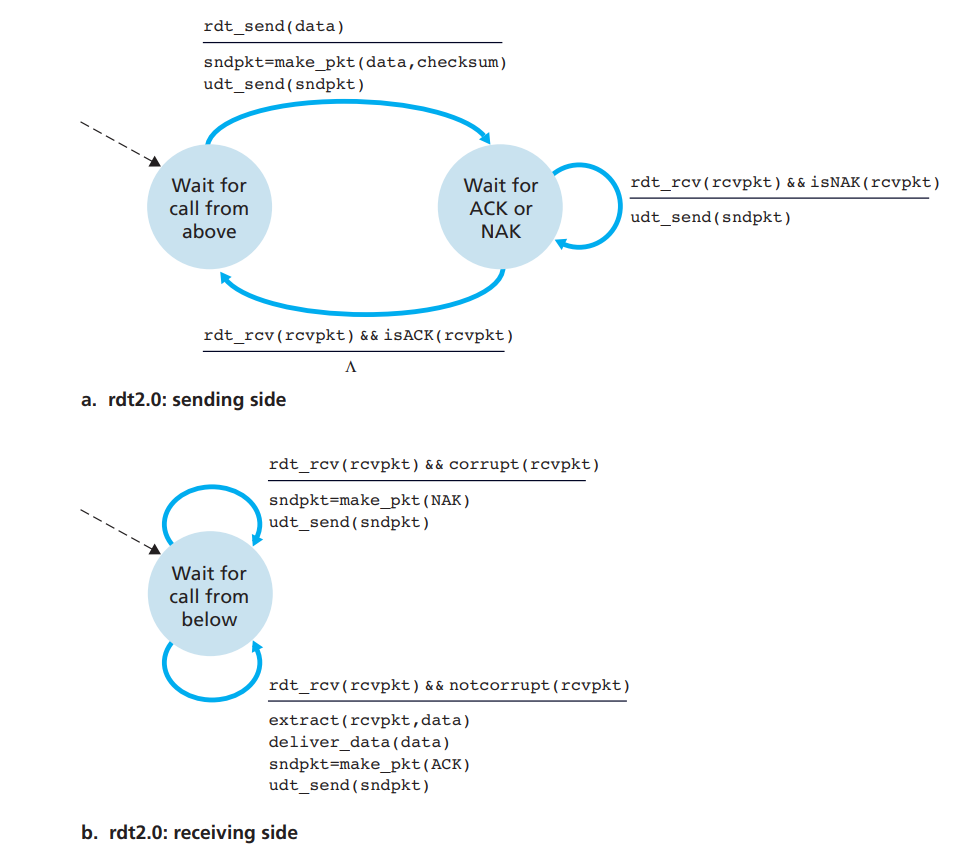 rdt_send(data)
sndpkt=make_pkt(data,checksum)
udt_send(sndpkt)
Wait for
call from
above
Wait for
ACK or
NAK
rdt_rcv(rcvpkt)&&isNAK(rcvpkt)
udt_send(sndpkt)
rdt_rcv(rcvpkt)&&isACK(rcvpkt)
Λ
a. rdt2.0: sending side
rdt_rcv(rcvpkt)&&corrupt(rcvpkt)
sndpkt=make_pkt(NAK)
udt_send(sndpkt)
Wait for
call from
below
rdt_rcv(rcvpkt)&&notcorrupt(rcvpkt)
extract(rcvpkt,data)
deliver_data(data)
sndpkt=make_pkt(ACK)
udt_send(sndpkt)
b. rdt2.0: receiving side